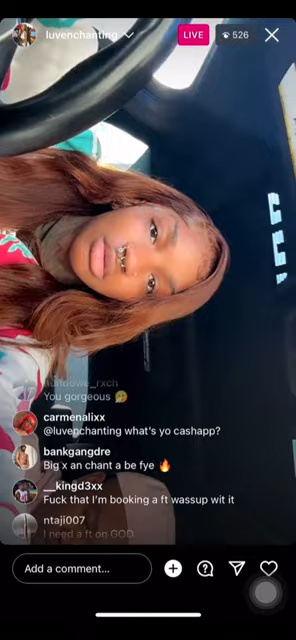 luvenchanting
LIVE
526
You gorgeous
carmenalixx
@luvenchanting what's yo cashapp?
bankgangdre
Big x an chant a be fye 🔥
__kingd3xx
Fuck that I'm booking a ft wassup wit it
ntaji007
I need a ft on GOD
Add a comment...